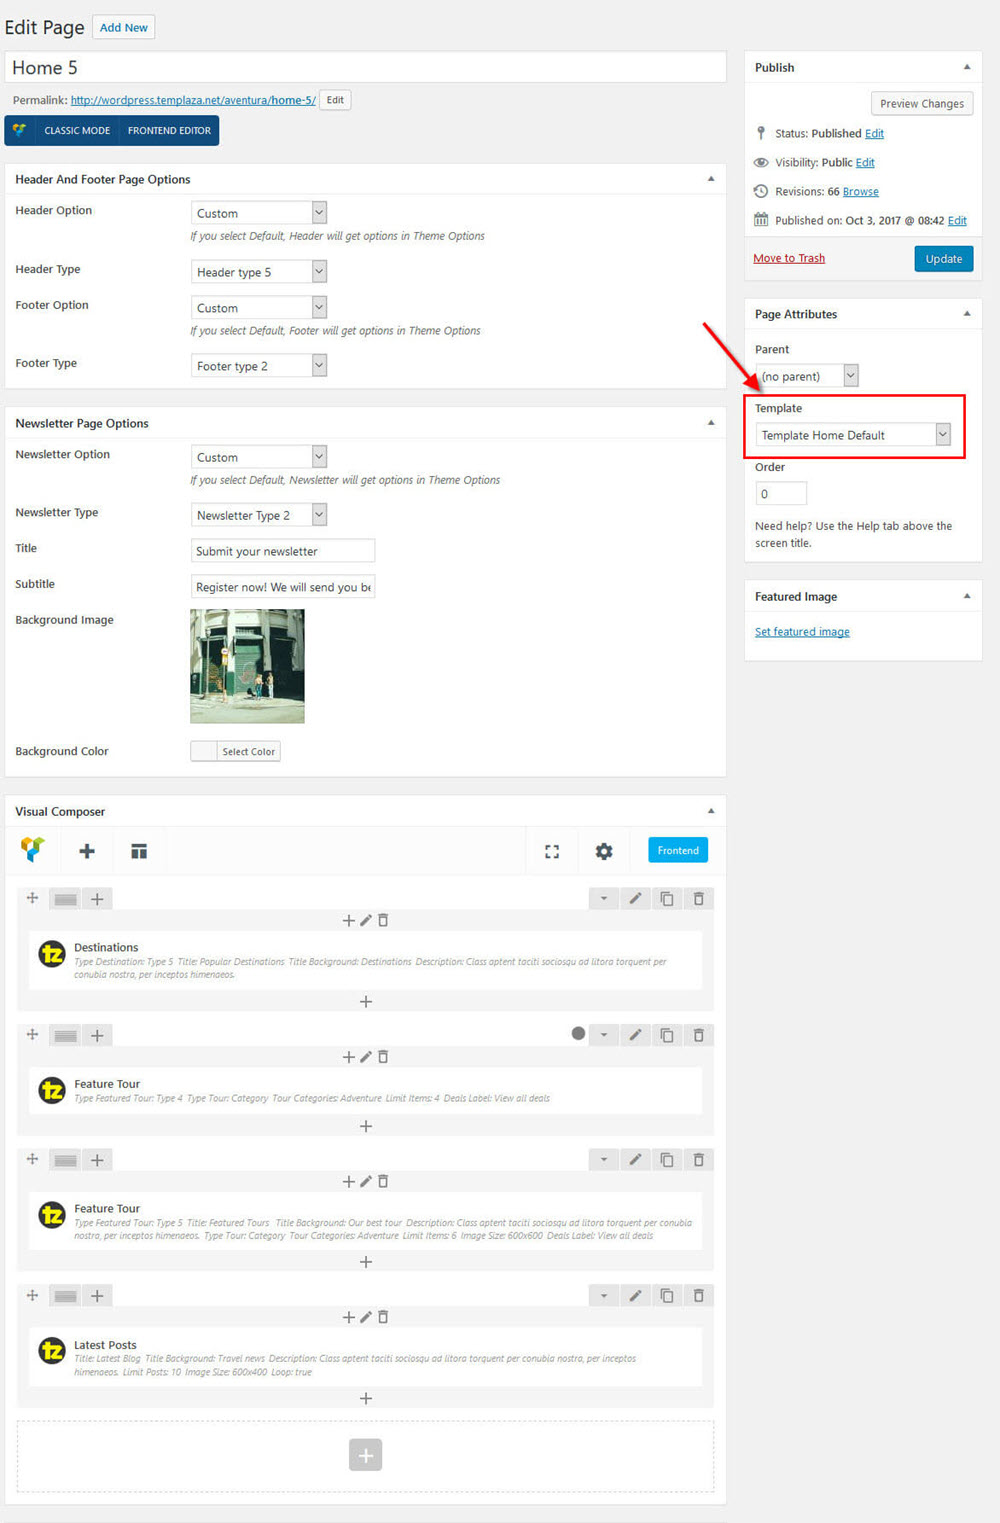 Edit Page
Add New
Home 5
Permalink: http://wordpress.templaza.net/aventura/home-5/
Edit
CLASSIC MODE
FRONTEND EDITOR
Header And Footer Page Options
Header Option
Custom
If you select Default, Header will get options in Theme Options
Header Type
Header type 5
Footer Option
Custom
If you select Default, Footer will get options in Theme Options
Footer Type
Footer type 2
Newsletter Page Options
Newsletter Option
Custom
If you select Default, Newsletter will get options in Theme Options
Newsletter Type
Newsletter Type 2
Title
Submit your newsletter
Subtitle
Register now! We will send you be
Background Image
Background Color
Select Color
Visual Composer
Frontend
tz
Destinations
Type Destination: Type 5 Title: Popular Destinations Title Background: Destinations Description: Class aptent taciti sociosqu ad litora torquent per
conubia nostra, per inceptos himenaeos.
tz
Feature Tour
Type Featured Tour: Type 4 Type Tour: Category Tour Categories: Adventure Limit Items: 4 Deals Label: View all deals
tz
Feature Tour
Type Featured Tour: Type 5 Title: Featured Tours Title Background: Our best tour Description: Class aptent taciti sociosqu ad litora torquent per conubia
nostra, per inceptos himenaeos. Type Tour: Category Tour Categories: Adventure Limit Items: 6 Image Size: 600x600 Deals Label: View all deals
tz
Latest Posts
Title: Latest Blog Title Background: Travel news Description: Class aptent taciti sociosqu ad litora torquent per conubia nostra, per inceptos
himenaeos. Limit Posts: 10 Image Size: 600x400 Loop: true
Publish
Preview Changes
Status: Published Edit
Visibility: Public Edit
Revisions: 66 Browse
Published on: Oct 3, 2017 @ 08:42 Edit
Move to Trash
Update
Page Attributes
Parent
(no parent)
Template
Template Home Default
Order
0
Need help? Use the Help tab above the
screen title.
Featured Image
Set featured image